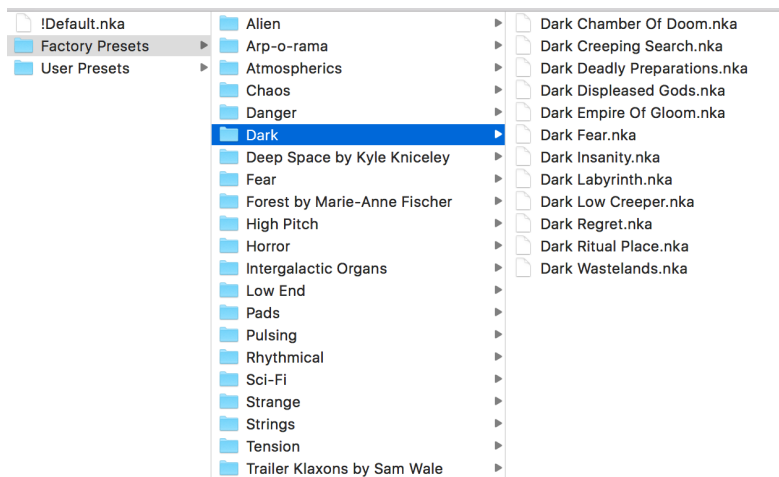 !Default.nka
Factory Presets
User Presets
Alien
Arp-o-rama
Atmospherics
Chaos
Danger
Dark
Deep Space by Kyle Kniceley
Fear
Forest by Marie-Anne Fischer
High Pitch
Horror
Intergalactic Organs
Low End
Pads
Pulsing
Rhythmical
Sci-Fi
Strange
Strings
Tension
Trailer Klaxons by Sam Wale
Dark Chamber Of Doom.nka
Dark Creeping Search.nka
Dark Deadly Preparations.nka
Dark Displeased Gods.nka
Dark Empire Of Gloom.nka
Dark Fear.nka
Dark Insanity.nka
Dark Labyrinth.nka
Dark Low Creeper.nka
Dark Regret.nka
Dark Ritual Place.nka
Dark Wastelands.nka